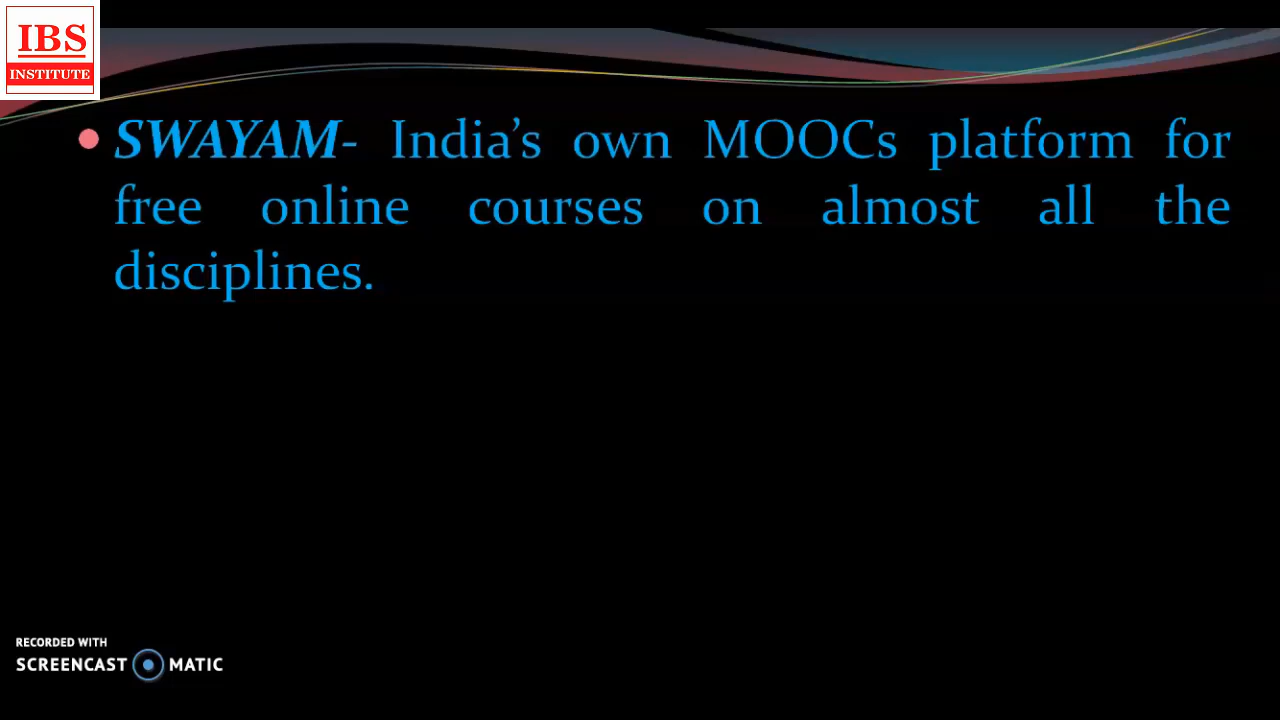 IBS
INSTITUTE
SWAYAM- India’s own MOOCs platform for
free online courses on almost all the
disciplines.
RECORDED WITH
SCREENCAST MATIC